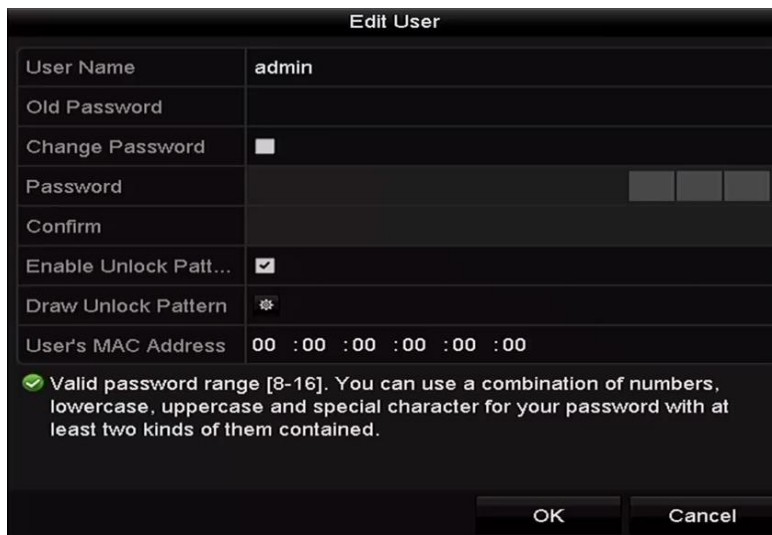 Edit User
User Name admin
Old Password
Change Password
Password
Confirm
Enable Unlock Patt...
Draw Unlock Pattern
User's MAC Address 00 :00 :00 :00 :00 :00
Valid password range [8-16]. You can use a combination of numbers,
lowercase, uppercase and special character for your password with at
least two kinds of them contained.
OK Cancel